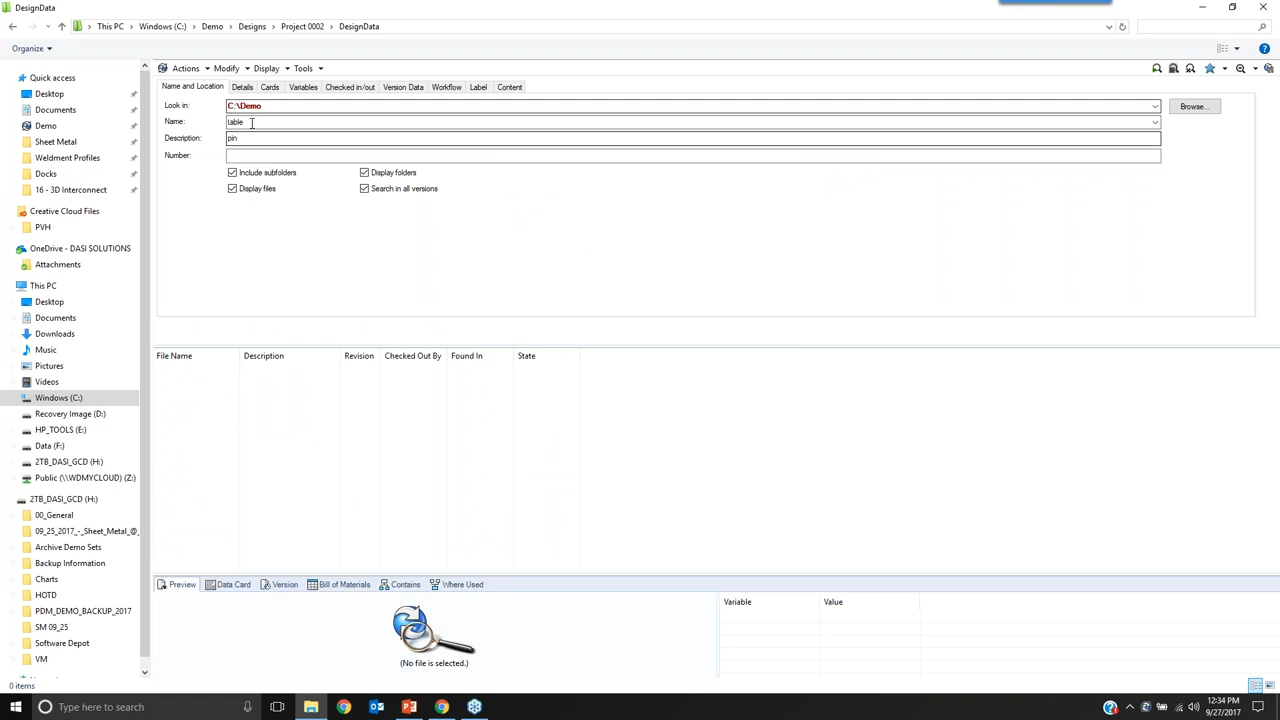 DesignData
This PC > Windows (C:) > Demo > Designs > Project 0002 > DesignData
Organize
Quick access
Desktop
Documents
Demo
Sheet Metal
Weldment Profiles
Docks
16 - 3D Interconnect
Creative Cloud Files
PVH
OneDrive - DASI SOLUTIONS
Attachments
This PC
Desktop
Documents
Downloads
Music
Pictures
Videos
Windows (C:)
Recovery Image (D:)
HP_TOOLS (E:)
Data (F:)
2TB_DASI_GCD (H:)
Public (\\WDMYCLOUD) (Z:)
2TB_DASI_GCD (H:)
00_General
09_25_2017_-_Sheet_Metal_@_
Archive Demo Sets
Backup Information
Charts
HOTD
PDM_DEMO_BACKUP_2017
SM 09_25
Software Depot
VM
Actions Modify Display Tools
Name and Location Details Cards Variables Checked in/out Version Data Workflow Label Content
Look in: C:\Demo Browse...
Name: table
Description: pin
Number:
Include subfolders Display folders
Display files Search in all versions
File Name Description Revision Checked Out By Found In State
Preview Data Card Version Bill of Materials Contains Where Used
Variable Value
(No file is selected.)
0 items
Type here to search
12:34 PM
9/27/2017